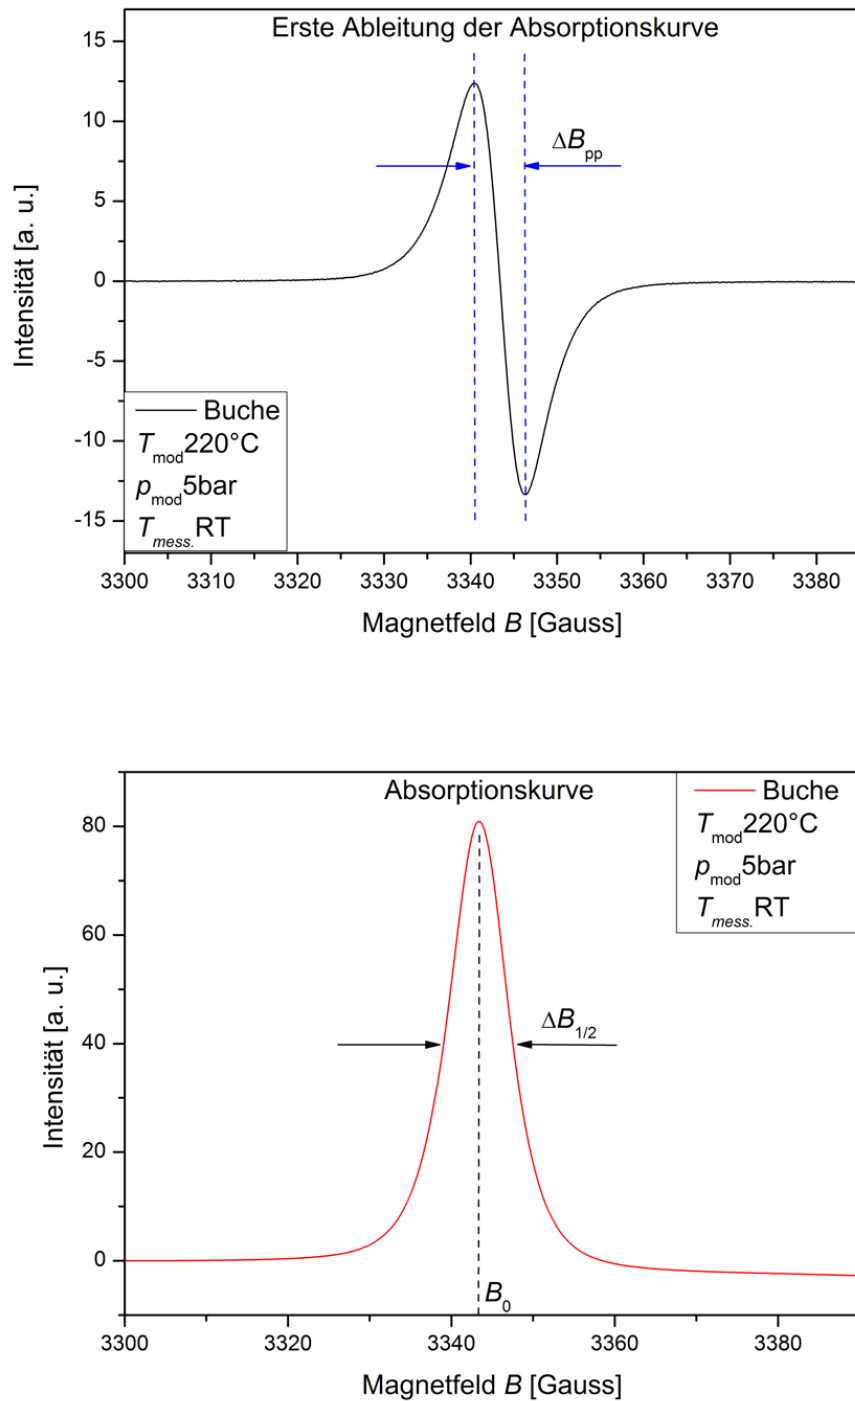 Erste Ableitung der Absorptionskurve
15
10
5
0
-5
-10
-15
Intensität [a. u.]
ΔBpp
Buche
Tmod220°C
pmod5bar
Tmess.RT
3300 3310 3320 3330 3340 3350 3360 3370 3380
Magnetfeld B [Gauss]
Absorptionskurve
80
60
40
20
0
Intensität [a. u.]
Buche
Tmod220°C
pmod5bar
Tmess.RT
ΔB1/2
B0
3300 3320 3340 3360 3380
Magnetfeld B [Gauss]